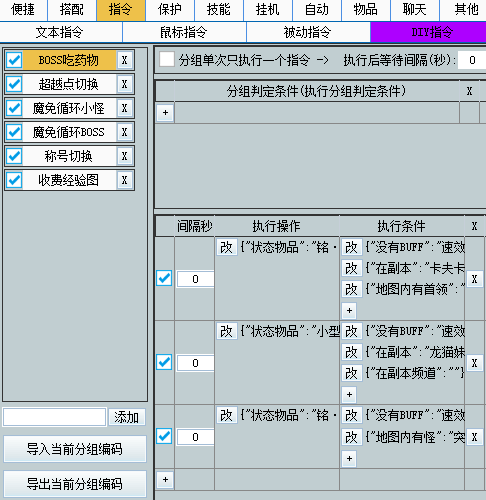 便捷 搭配 指令 保护 技能 挂机 自动 物品 聊天 其他
文本指令 鼠标指令 被动指令 DIY指令
BOSS吃药物 X
超越点切换 X
魔免循环小怪 X
魔免循环BOSS X
称号切换 X
收费经验图 X
添加
导入当前分组编码
导出当前分组编码
分组单次只执行一个指令 -> 执行后等待间隔(秒): 0
分组判定条件(执行分组判定条件) X
+
间隔秒 执行操作 执行条件 X
0 改 {"状态物品":"铭· 改 {"没有BUFF":"速效
改 {"在副本":"卡夫卡
改 {"地图内有首领":" X
+
0 改 {"状态物品":"小型 改 {"没有BUFF":"速效
改 {"在副本":"龙猫妹
改 {"在副本频道":""} X
+
0 改 {"状态物品":"铭· 改 {"没有BUFF":"速效
改 {"地图内有怪":"突 X
+
+